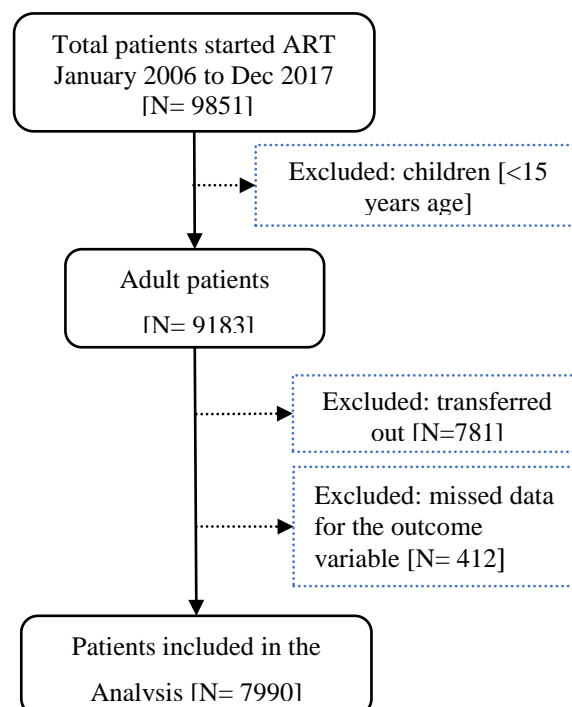 Total patients started ART
January 2006 to Dec 2017
[N= 9851]
Excluded: children [<15
years age]
Adult patients
[N= 9183]
Excluded: transferred
out [N=781]
Excluded: missed data
for the outcome
variable [N= 412]
Patients included in the
Analysis [N= 7990]